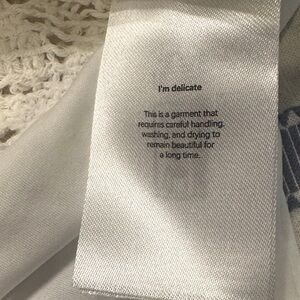 I'm delicate
This is a garment that
requires careful handling,
washing, and drying to
remain beautiful for
a long time.